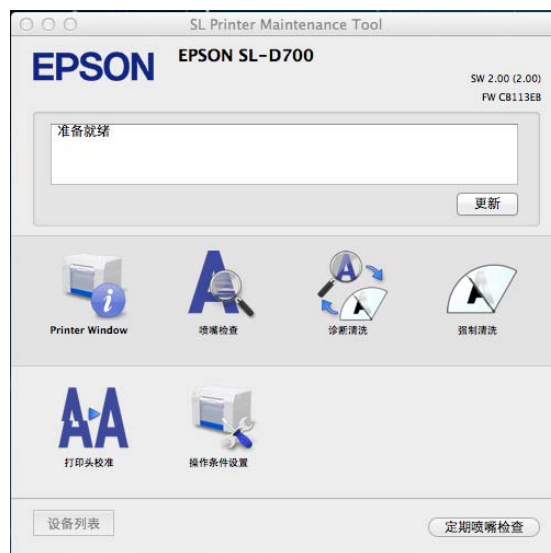 SL Printer Maintenance Tool
EPSON
EPSON SL-D700
SW 2.00 (2.00)
FW CB113EB
准备就绪
更新
Printer Window
喷嘴检查
诊断清洗
强制清洗
打印头校准
操作条件设置
设备列表
定期喷嘴检查